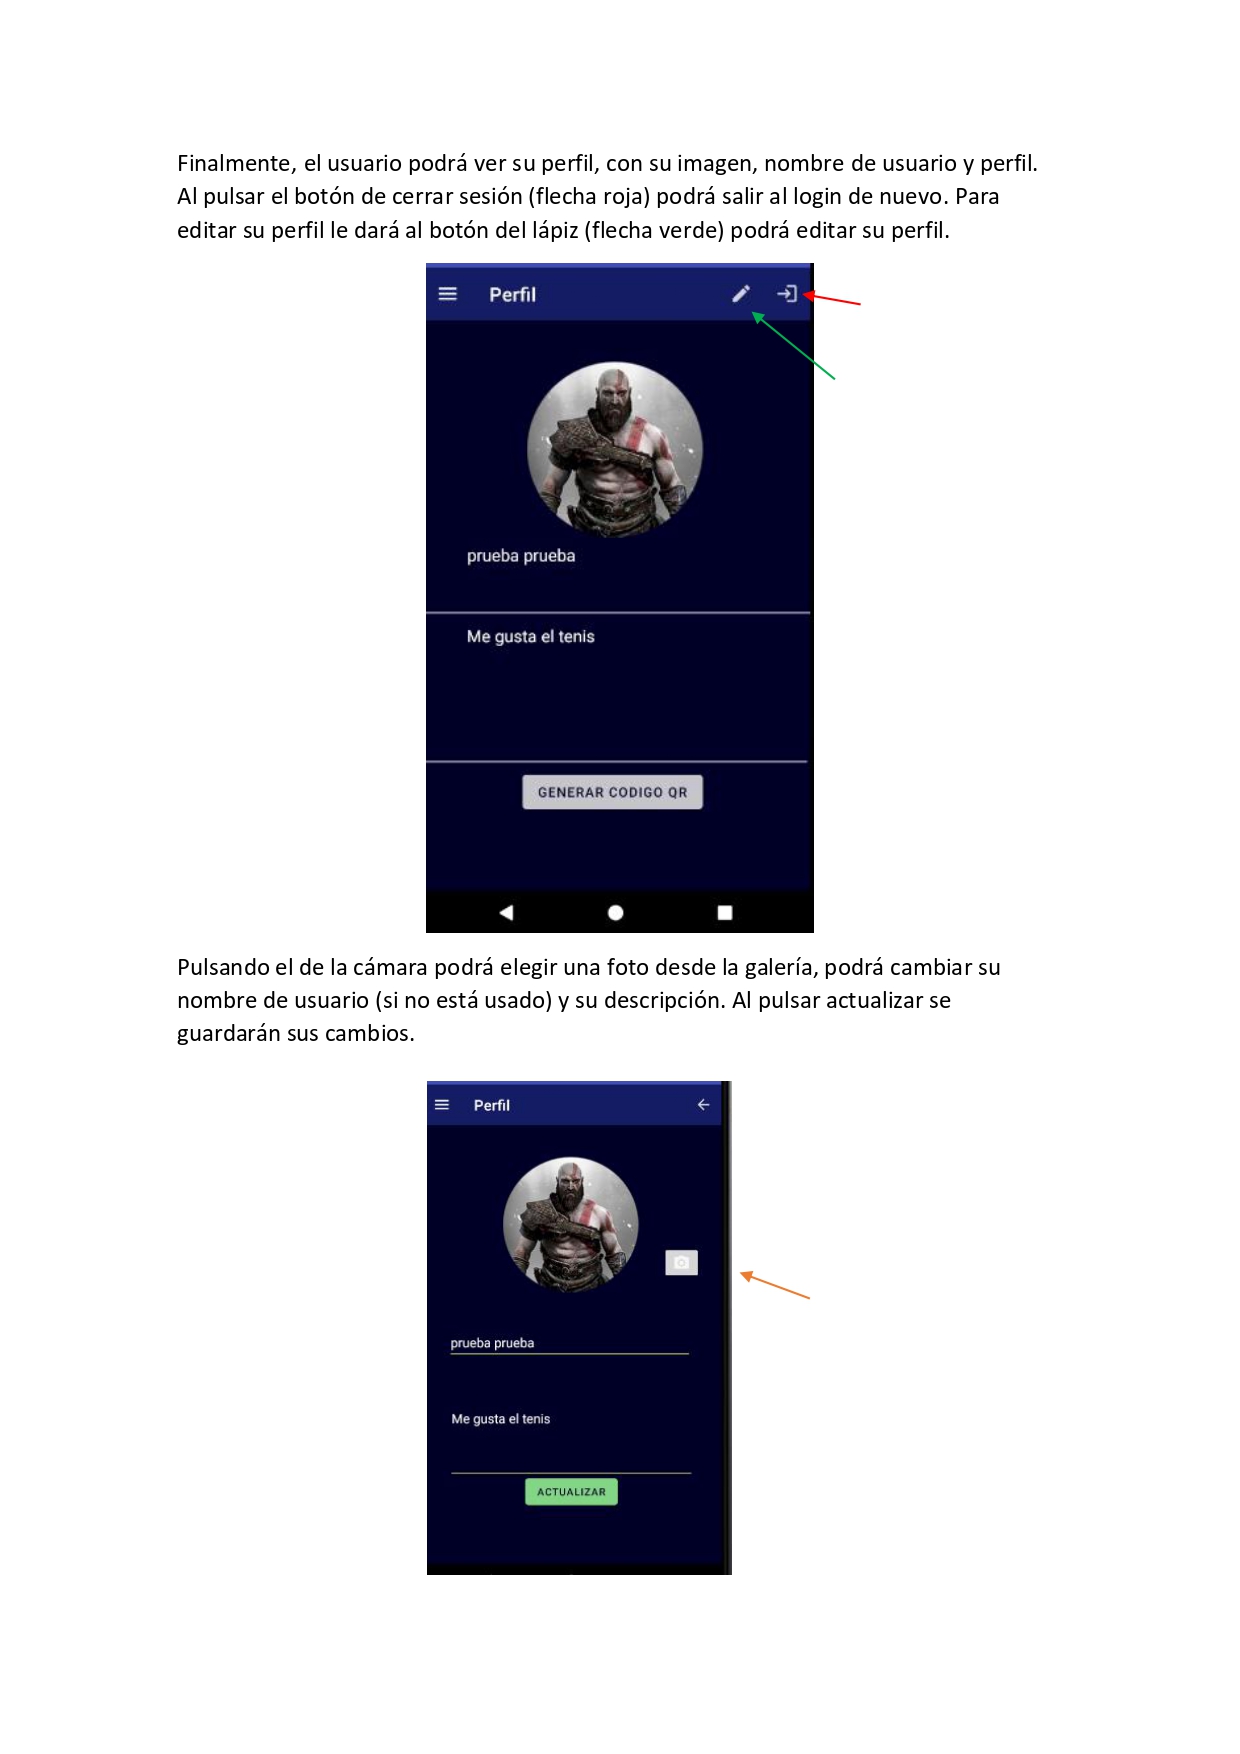 Finalmente, el usuario podrá ver su perfil, con su imagen, nombre de usuario y perfil.
Al pulsar el botón de cerrar sesión (flecha roja) podrá salir al login de nuevo. Para
editar su perfil le dará al botón del lápiz (flecha verde) podrá editar su perfil.
Perfil
prueba prueba
Me gusta el tenis
GENERAR CODIGO QR
Pulsando el de la cámara podrá elegir una foto desde la galería, podrá cambiar su
nombre de usuario (si no está usado) y su descripción. Al pulsar actualizar se
guardarán sus cambios.
Perfil
prueba prueba
Me gusta el tenis
ACTUALIZAR